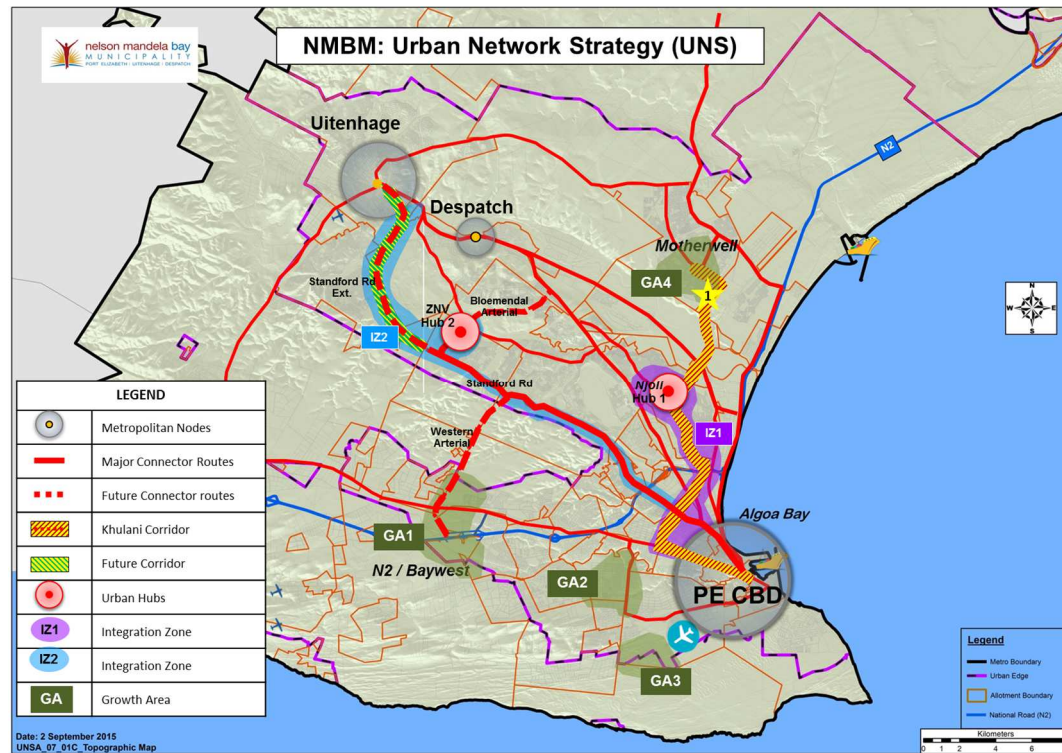 nelson mandela bay
MUNICIPALITY
PORT ELIZABETH | UITENHAGE | DESPATCH
NMBM: Urban Network Strategy (UNS)
Uitenhage
N2
Despatch
Motherwell
GA4
1
Standford Rd
Ext.
ZNV
Hub 2
Bloemendal
Arterial
IZ2
N
W
E
S
Standford Rd
Njoli
Hub 1
IZ1
Western
Arterial
Algoa Bay
GA1
N2 / Baywest
GA2
PE CBD
GA3
LEGEND
Metropolitan Nodes
Major Connector Routes
Future Connector routes
Khulani Corridor
Future Corridor
Urban Hubs
IZ1 Integration Zone
IZ2 Integration Zone
GA Growth Area
Legend
Metro Boundary
Urban Edge
Allotment Boundary
National Road (N2)
Kilometers
0 1 2 4 6
Date: 2 September 2015
UNSA_07_01C_Topographic Map